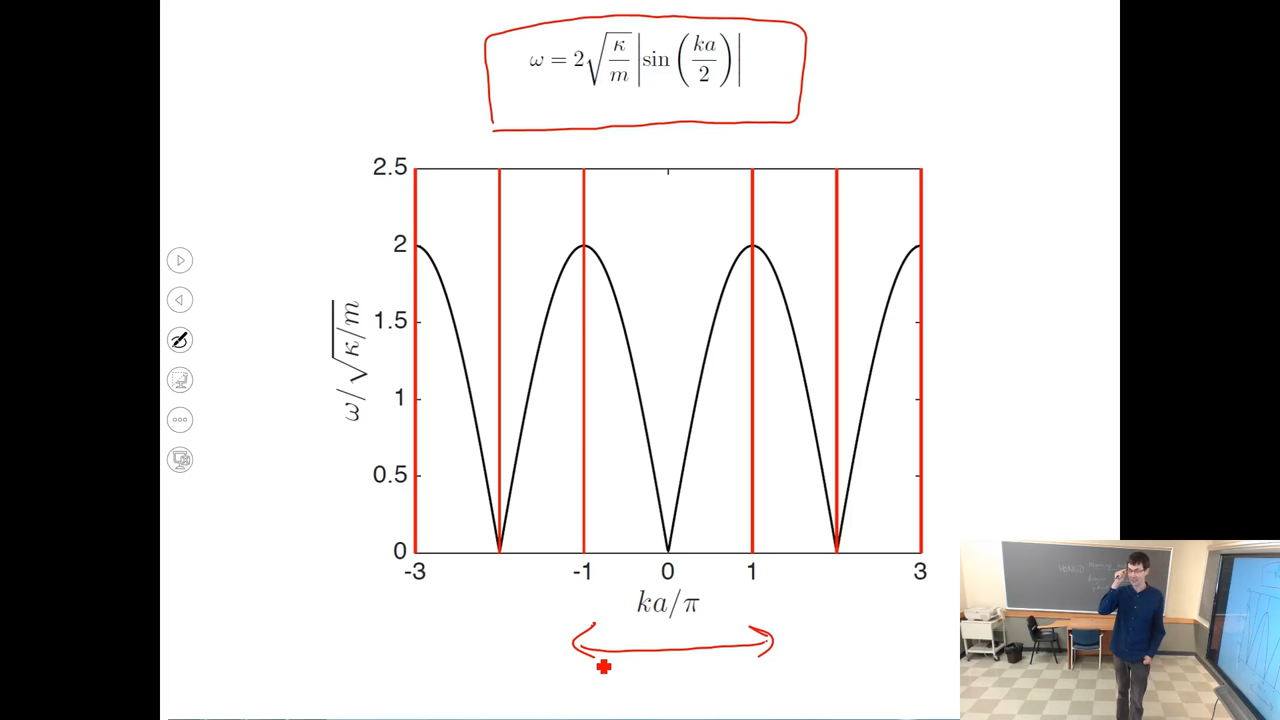 ω = 2√(κ/m) |sin(ka/2)|
2.5
2
1.5
1
0.5
0
ω/√κ/m
-3 -1 0 1 3
ka/π